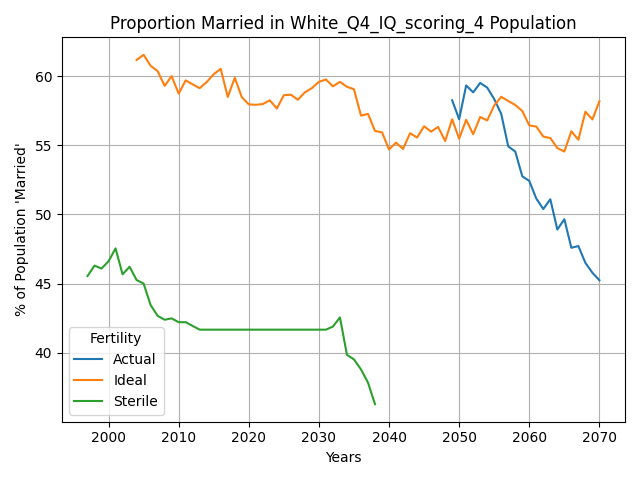 Proportion Married in White_Q4_IQ_scoring_4 Population
% of Population 'Married'
60
55
50
45
40
Fertility
Actual
Ideal
Sterile
2000 2010 2020 2030 2040 2050 2060 2070
Years